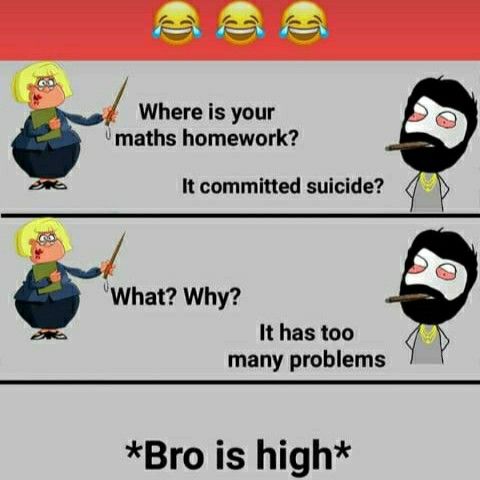 Where is your
maths homework?
It committed suicide?
What? Why?
It has too
many problems
*Bro is high*